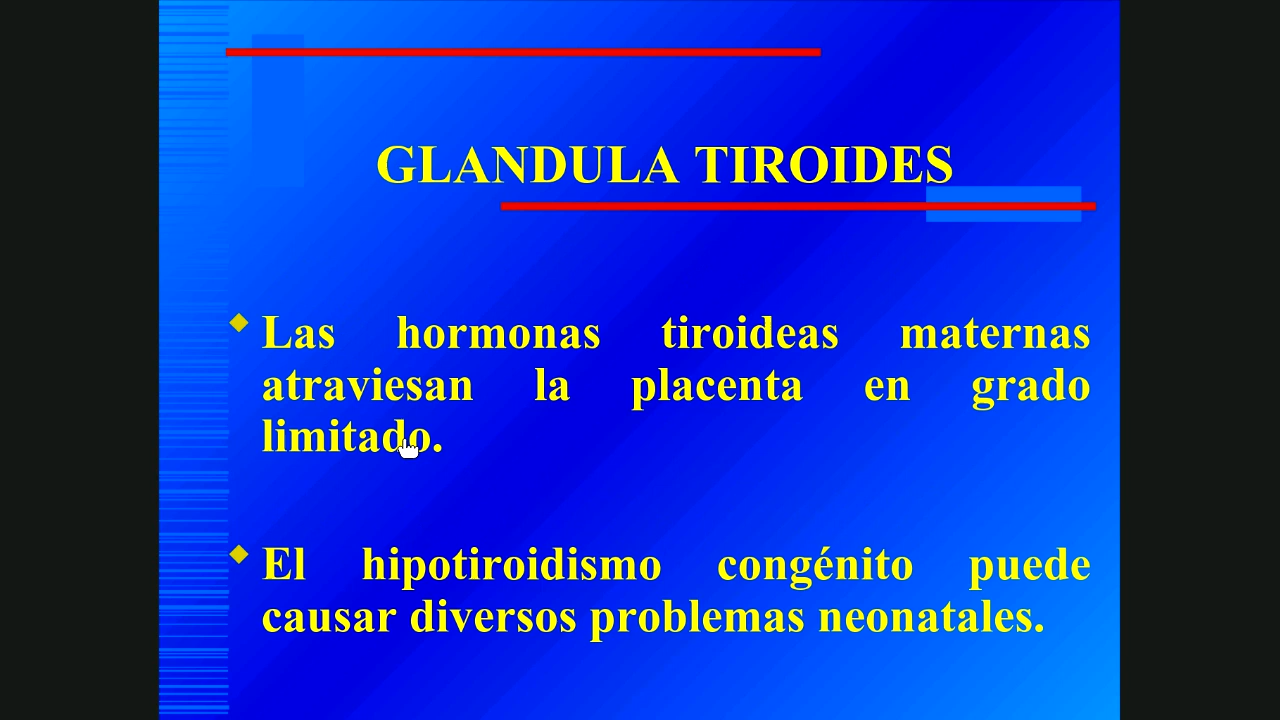 GLANDULA TIROIDES
Las hormonas tiroideas maternas
atraviesan la placenta en grado
limitado.
El hipotiroidismo congénito puede
causar diversos problemas neonatales.